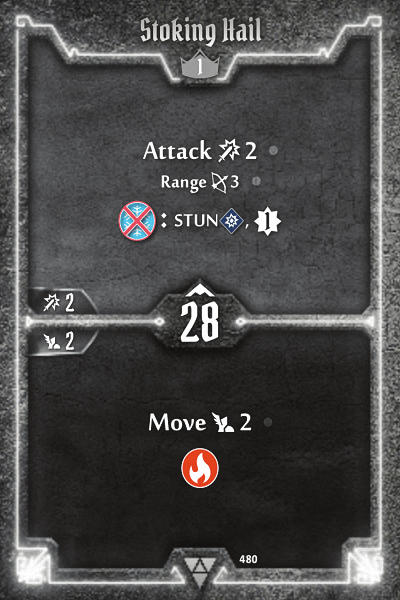 Stoking Hail
1
Attack 2
Range 3
: STUN, 1
2
28
2
Move 2
480